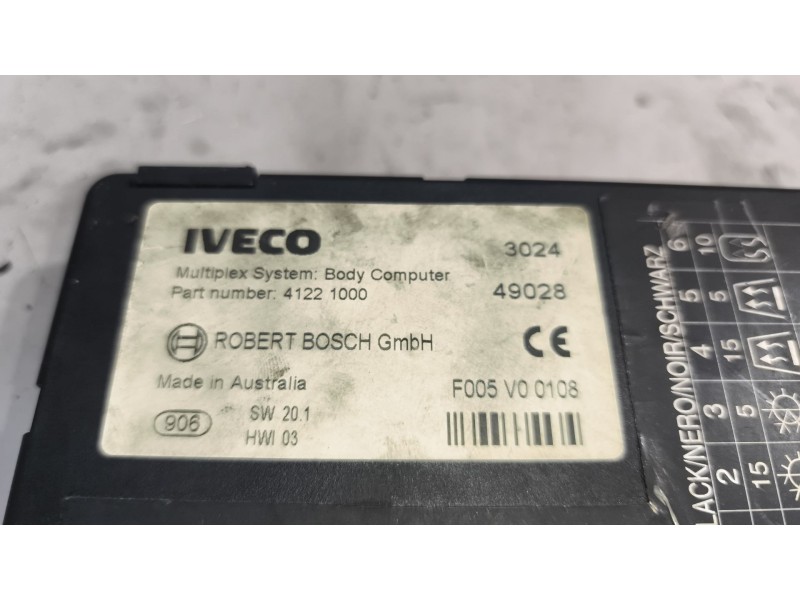 IVECO 3024
Multiplex System: Body Computer
Part number: 4122 1000 49028
ROBERT BOSCH GmbH CE
Made in Australia F005 V0 0108
906 SW 20.1
HWI 03
LACK/NERO/NOIR/SCHWARZ
2 3 4 5 6
15 5 15 5 10